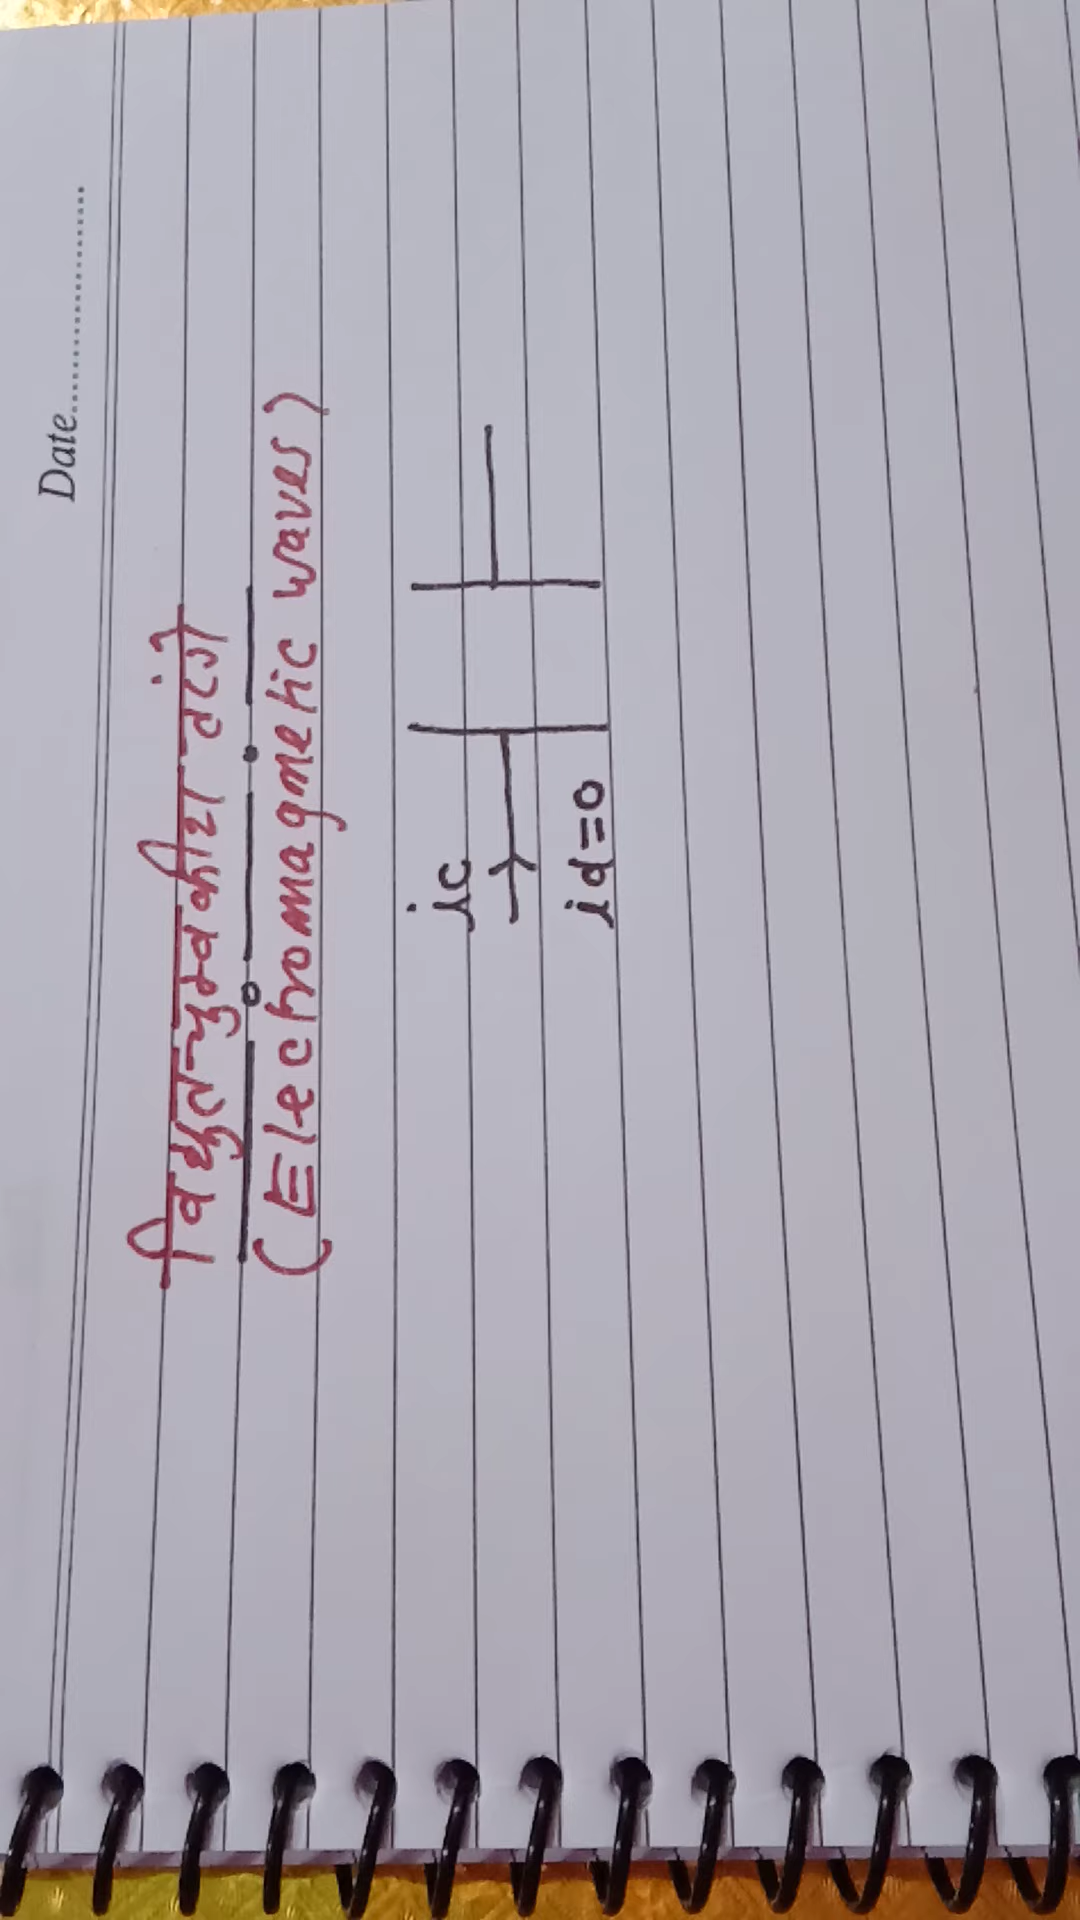 Date....................
विद्युतचुम्बकीय तरंगे
(Electromagnetic waves)
ic
id=0